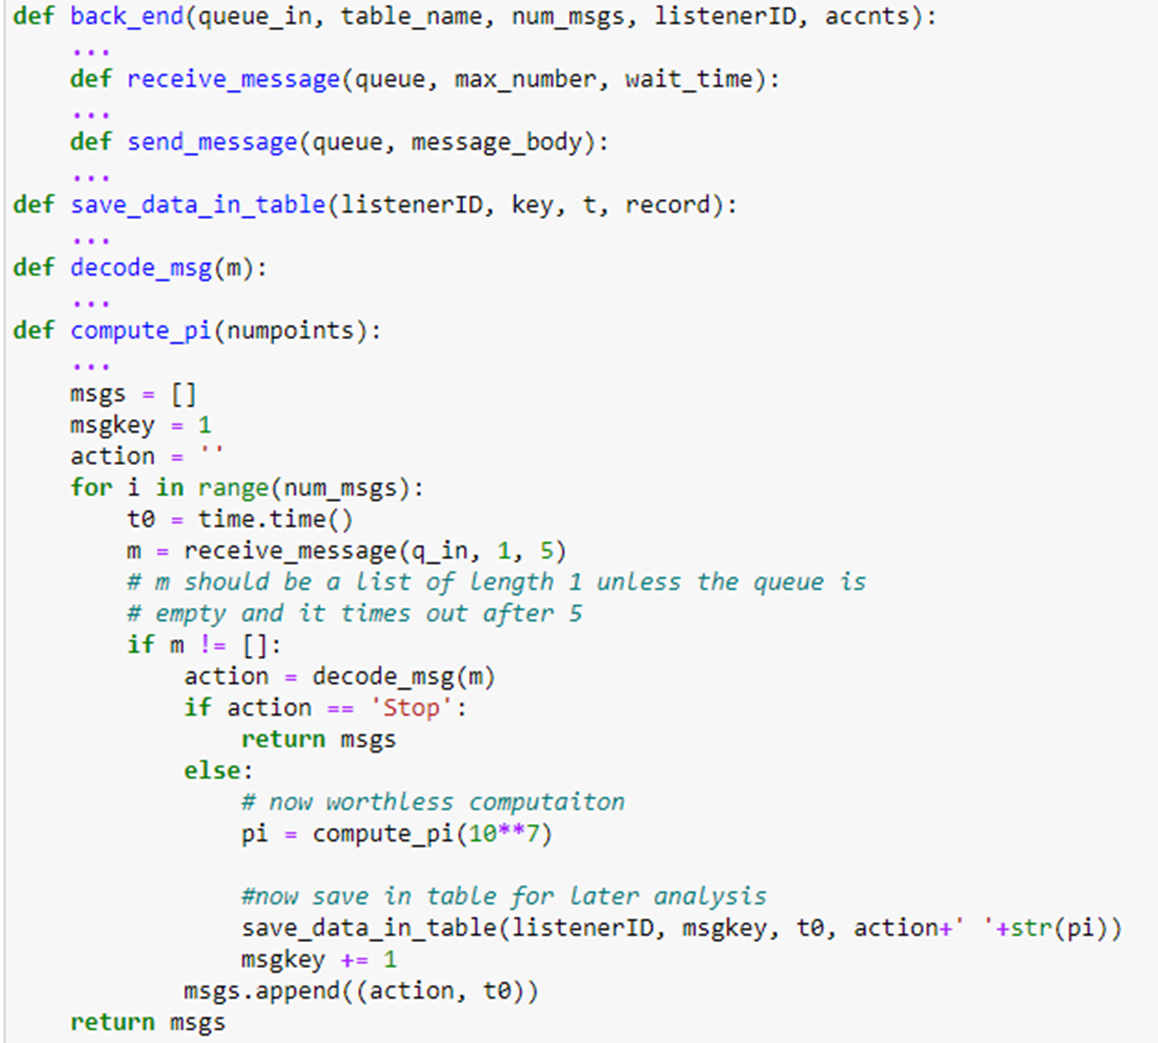 def back_end(queue_in, table_name, num_msgs, listenerID, accnts):
    ...
    def receive_message(queue, max_number, wait_time):
    ...
    def send_message(queue, message_body):
    ...
def save_data_in_table(listenerID, key, t, record):
    ...
def decode_msg(m):
    ...
def compute_pi(numpoints):
    ...
    msgs = []
    msgkey = 1
    action = ''
    for i in range(num_msgs):
        t0 = time.time()
        m = receive_message(q_in, 1, 5)
        # m should be a list of length 1 unless the queue is
        # empty and it times out after 5
        if m != []:
            action = decode_msg(m)
            if action == 'Stop':
                return msgs
            else:
                # now worthless computaiton
                pi = compute_pi(10**7)

                #now save in table for later analysis
                save_data_in_table(listenerID, msgkey, t0, action+' '+str(pi))
                msgkey += 1
            msgs.append((action, t0))
    return msgs